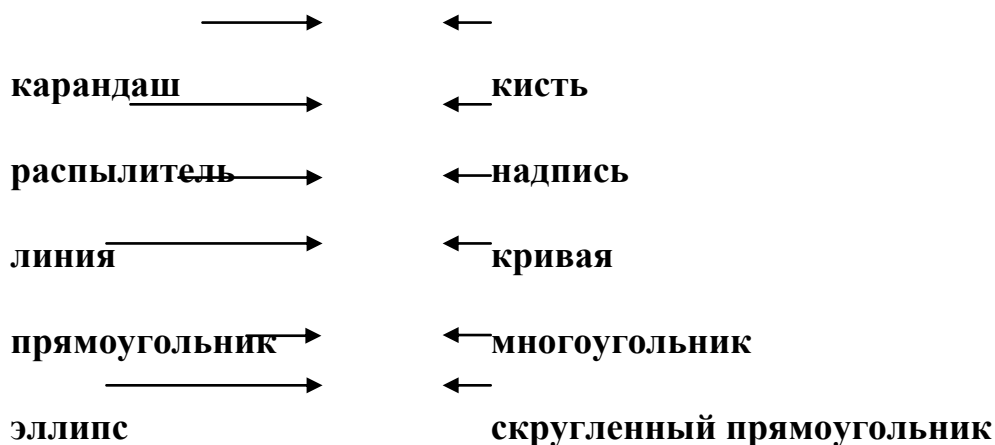 карандаш кисть
распылитель надпись
линия кривая
прямоугольник многоугольник
эллипс скругленный прямоугольник